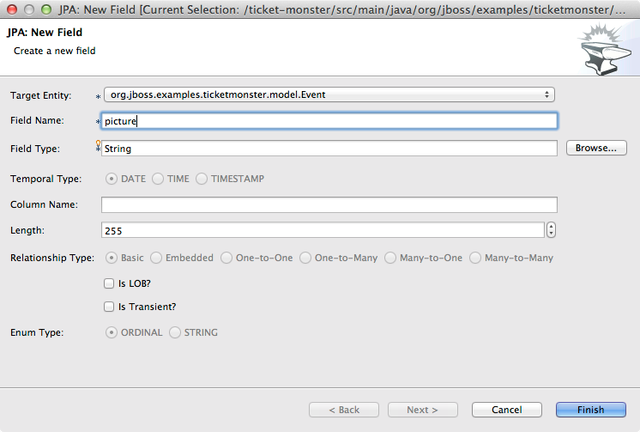 JPA: New Field [Current Selection: /ticket-monster/src/main/java/org/jboss/examples/ticketmonster/...
JPA: New Field
Create a new field
Target Entity: * org.jboss.examples.ticketmonster.model.Event
Field Name: * picture
Field Type: * String Browse...
Temporal Type: DATE TIME TIMESTAMP
Column Name:
Length: 255
Relationship Type: Basic Embedded One-to-One One-to-Many Many-to-One Many-to-Many
Is LOB?
Is Transient?
Enum Type: ORDINAL STRING
< Back Next > Cancel Finish